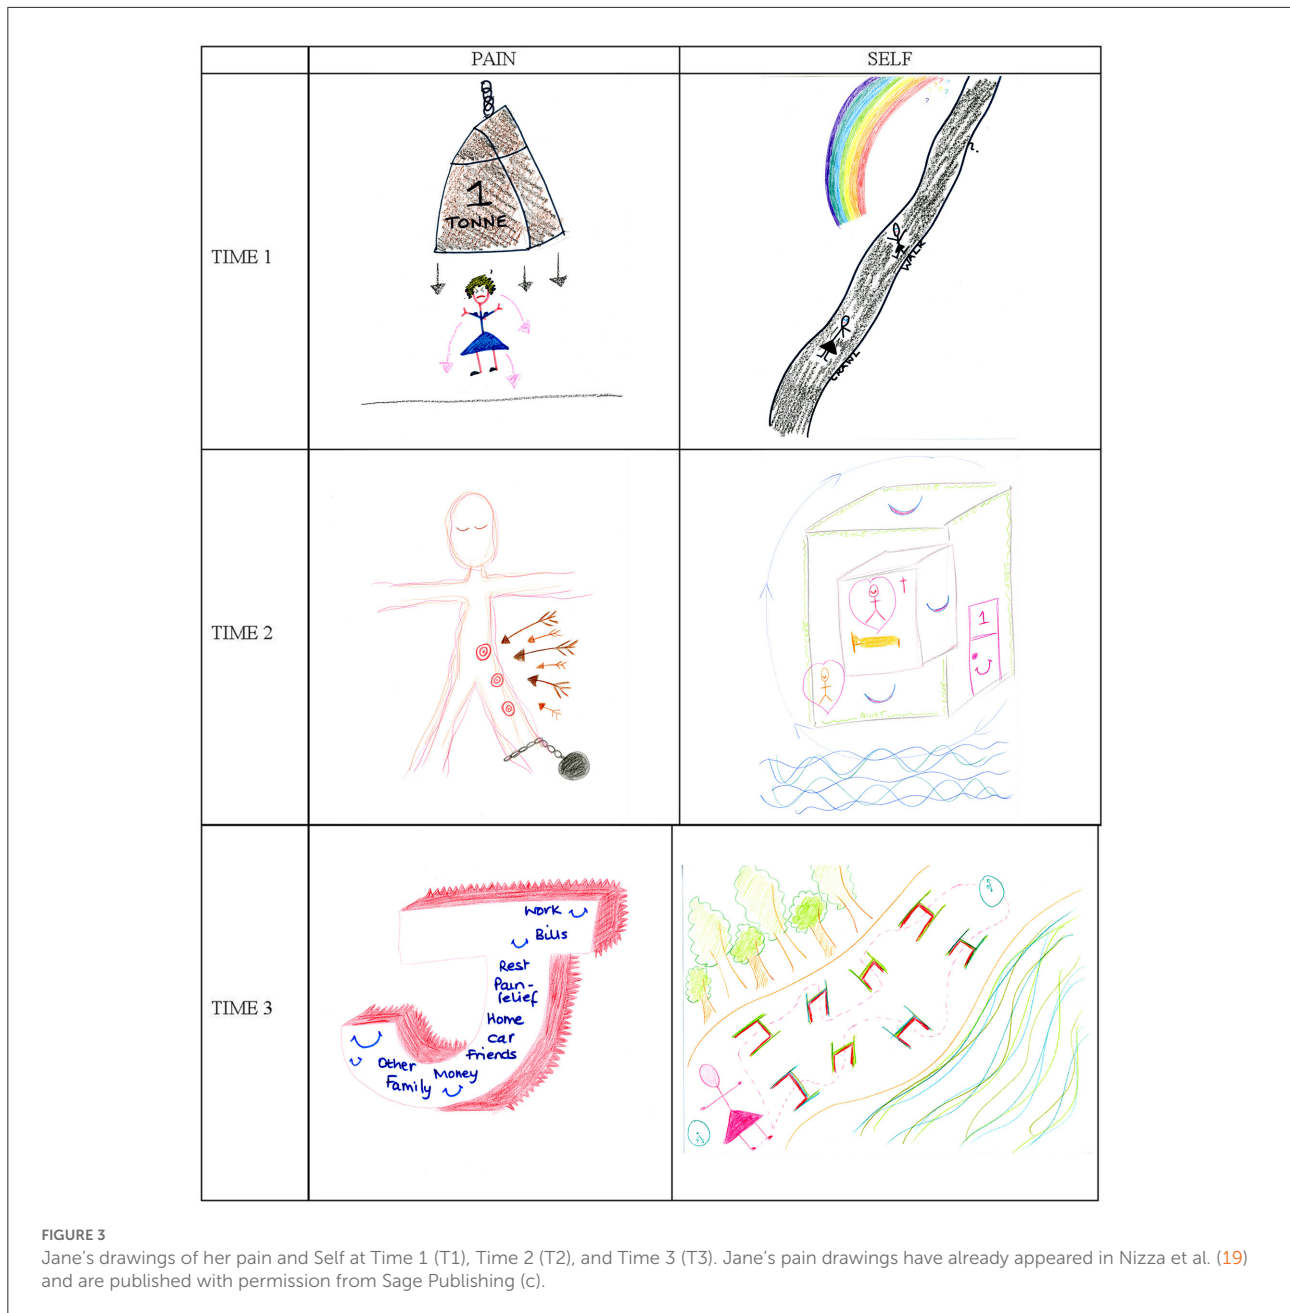 PAIN
SELF
TIME 1
1
TONNE
?
?
WALK
CRAWL
TIME 2
1
QUIET
TIME 3
Work
Bills
Rest
Pain-
relief
Home
car
friends
Other
Money
Family
FIGURE 3
Jane's drawings of her pain and Self at Time 1 (T1), Time 2 (T2), and Time 3 (T3). Jane's pain drawings have already appeared in Nizza et al. (19)
and are published with permission from Sage Publishing (c).